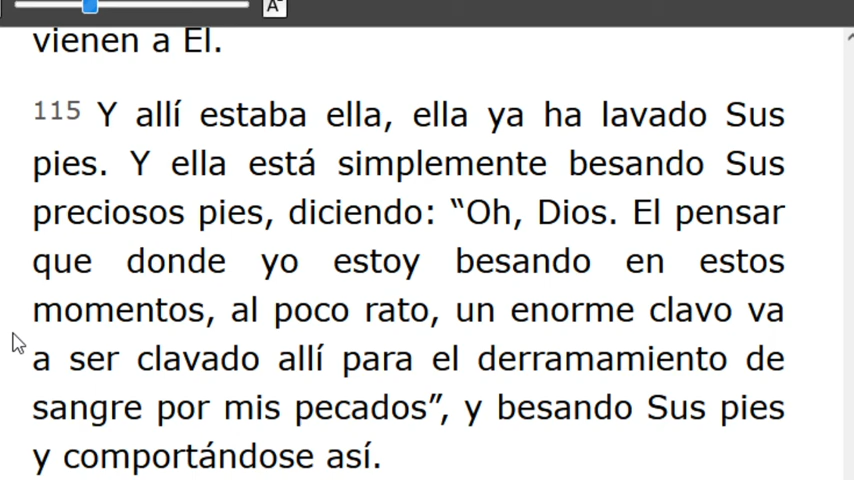 A
vienen a Él.
115 Y allí estaba ella, ella ya ha lavado Sus
pies. Y ella está simplemente besando Sus
preciosos pies, diciendo: “Oh, Dios. El pensar
que donde yo estoy besando en estos
momentos, al poco rato, un enorme clavo va
a ser clavado allí para el derramamiento de
sangre por mis pecados”, y besando Sus pies
y comportándose así.